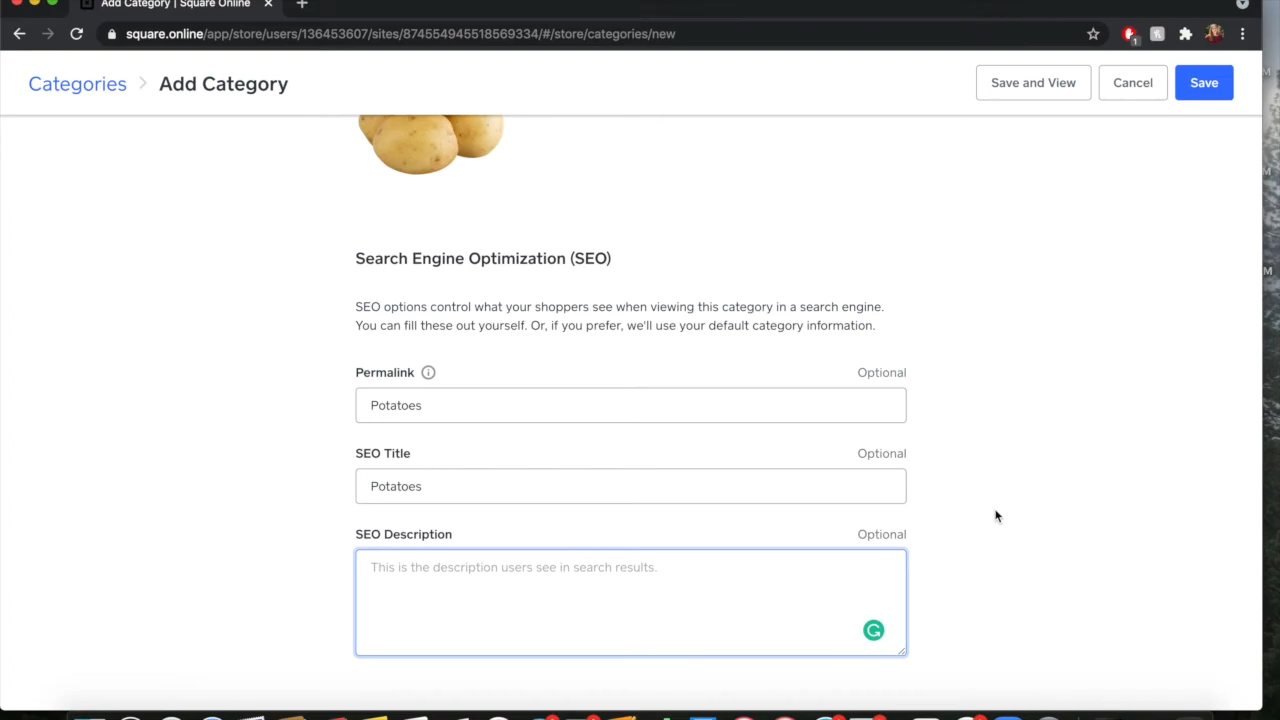 Add Category | Square Online
square.online/app/store/users/136453607/sites/874554945518569334/#/store/categories/new
1
Categories > Add Category
Save and View
Cancel
Save
Search Engine Optimization (SEO)
SEO options control what your shoppers see when viewing this category in a search engine.
You can fill these out yourself. Or, if you prefer, we'll use your default category information.
Permalink
Optional
Potatoes
SEO Title
Optional
Potatoes
SEO Description
Optional
This is the description users see in search results.